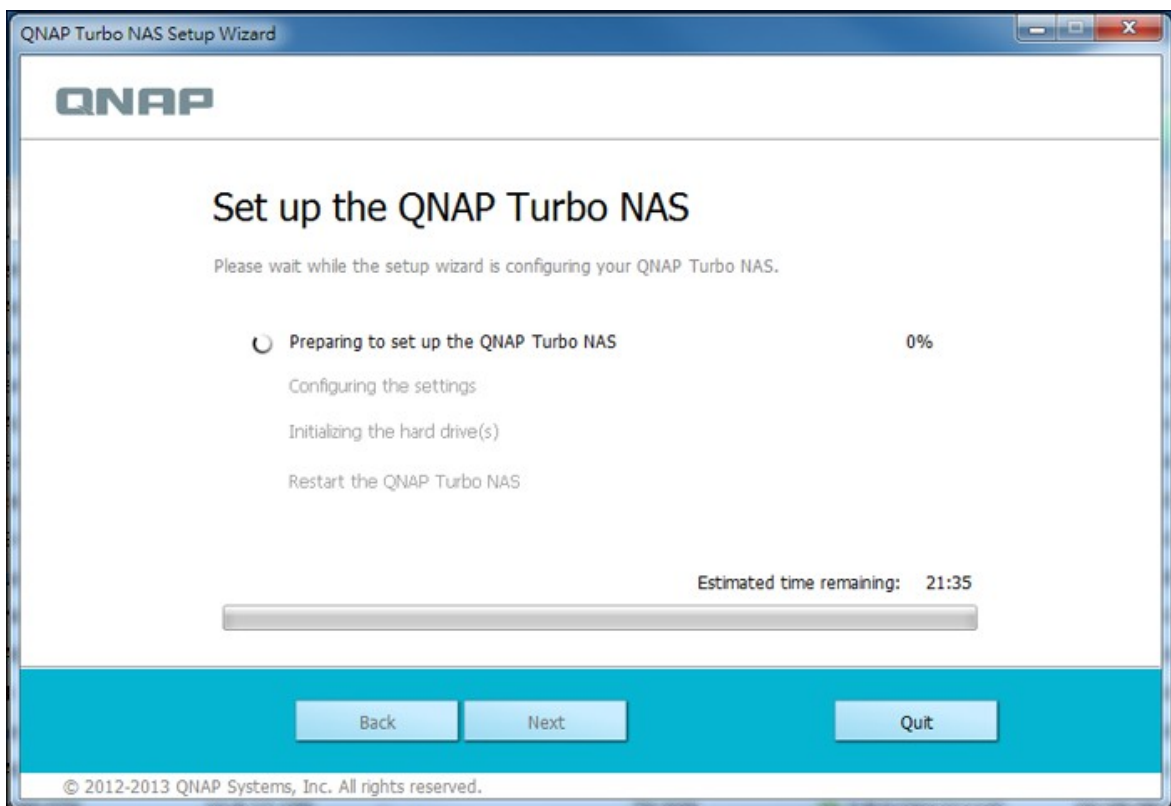 QNAP Turbo NAS Setup Wizard
QNAP
Set up the QNAP Turbo NAS
Please wait while the setup wizard is configuring your QNAP Turbo NAS.
Preparing to set up the QNAP Turbo NAS 0%
Configuring the settings
Initializing the hard drive(s)
Restart the QNAP Turbo NAS
Estimated time remaining: 21:35
Back Next Quit
© 2012-2013 QNAP Systems, Inc. All rights reserved.